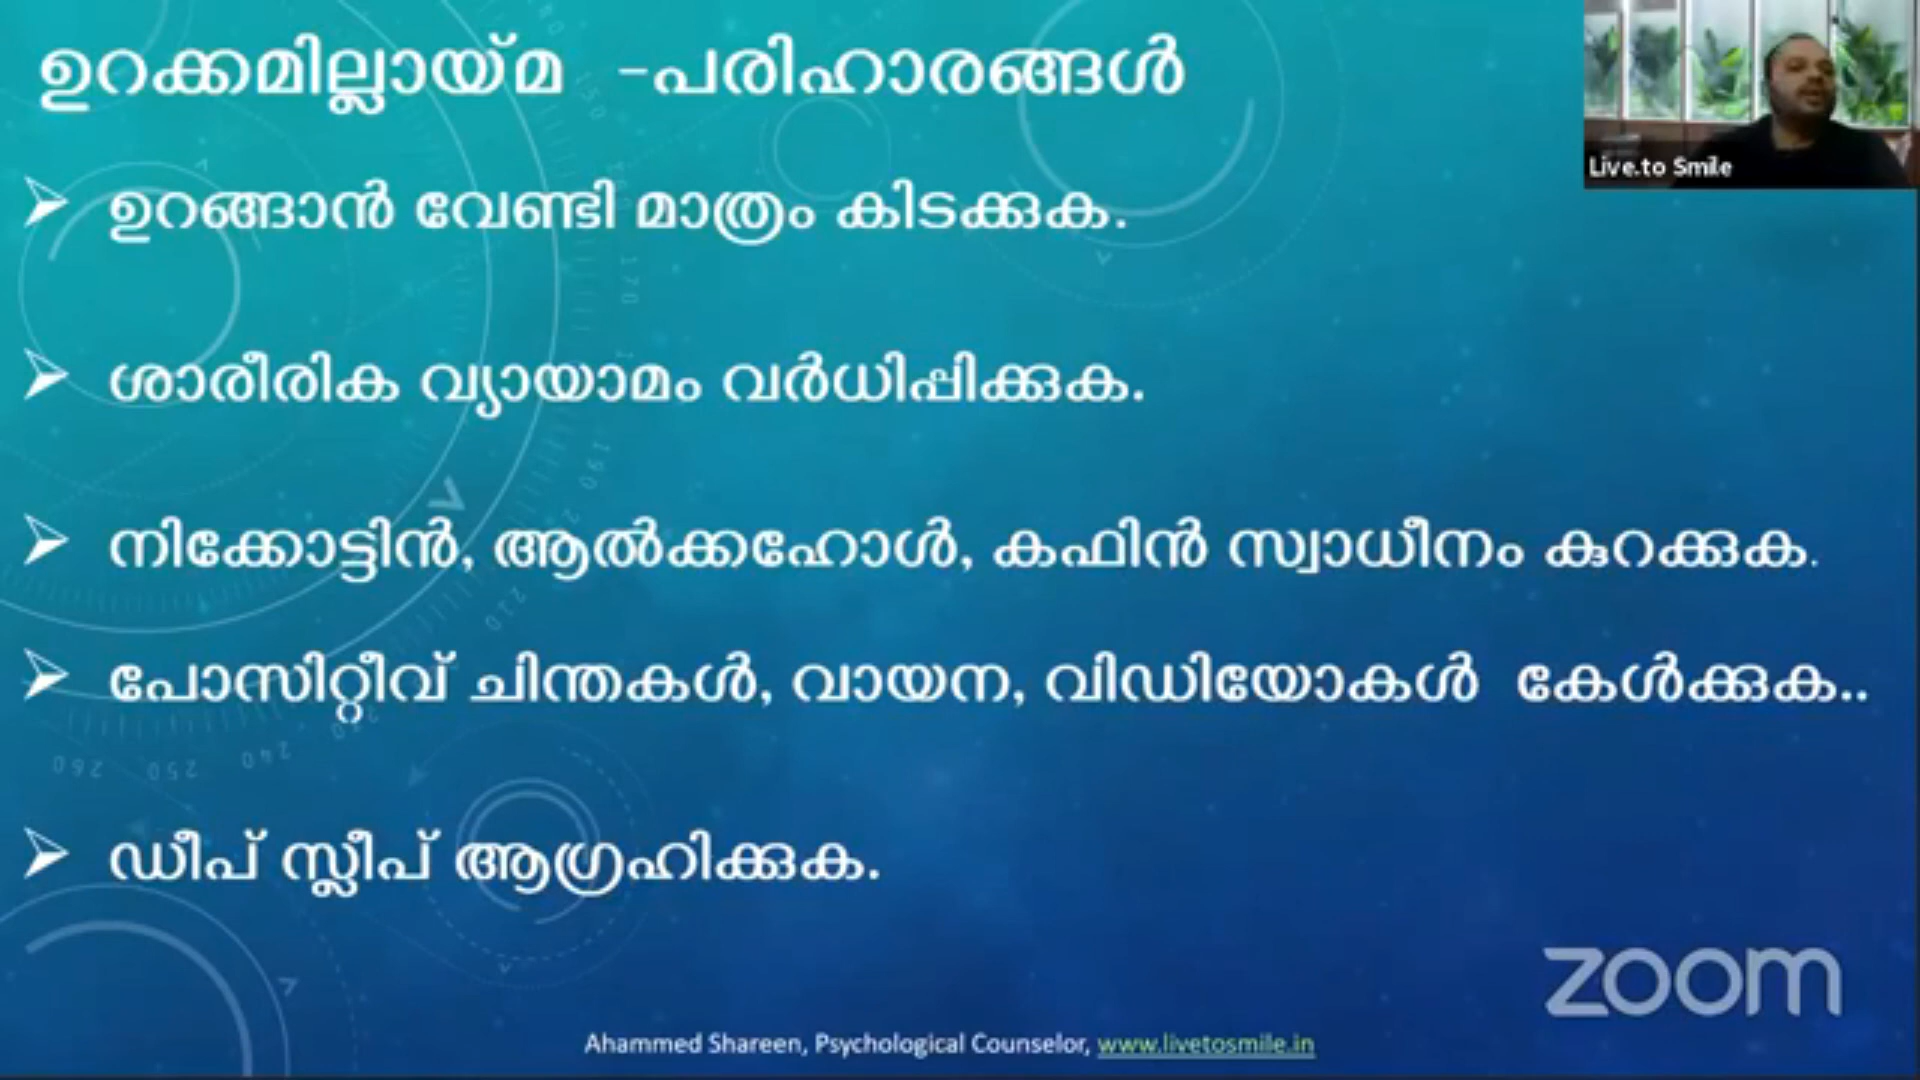 ഉറക്കമില്ലായ്മ -പരിഹാരങ്ങൾ
Live.to Smile
➢ ഉറങ്ങാൻ വേണ്ടി മാത്രം കിടക്കുക.
➢ ശാരീരിക വ്യായാമം വർധിപ്പിക്കുക.
➢ നിക്കോട്ടിൻ, ആൽക്കഹോൾ, കഫിൻ സ്വാധീനം കുറക്കുക.
➢ പോസിറ്റീവ് ചിന്തകൾ, വായന, വിഡിയോകൾ കേൾക്കുക..
➢ ഡീപ് സ്ലീപ് ആഗ്രഹിക്കുക.
zoom
Ahammed Shareen, Psychological Counselor, www.livetosmile.in